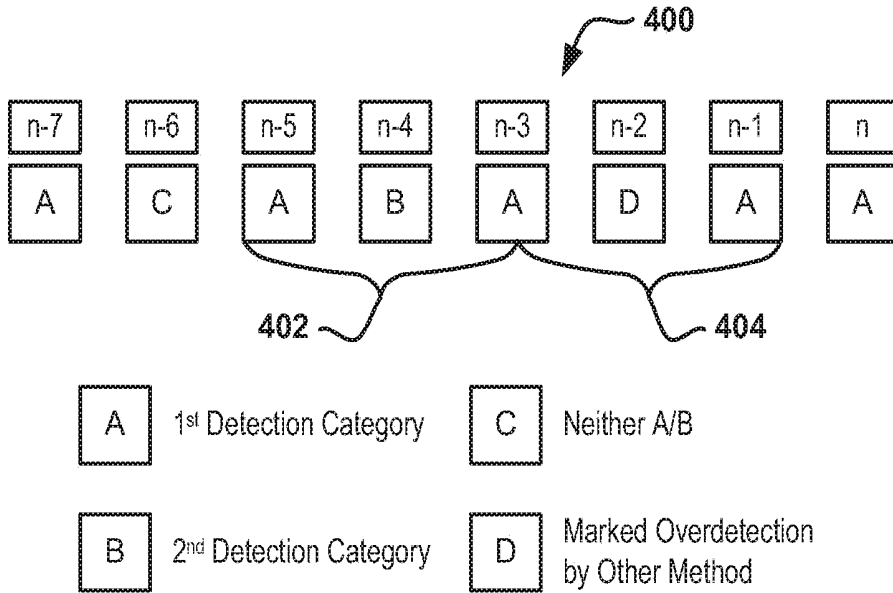 400
n-7 n-6 n-5 n-4 n-3 n-2 n-1 n
A C A B A D A A
402 404
A 1st Detection Category
C Neither A/B
B 2nd Detection Category
D Marked Overdetection
by Other Method